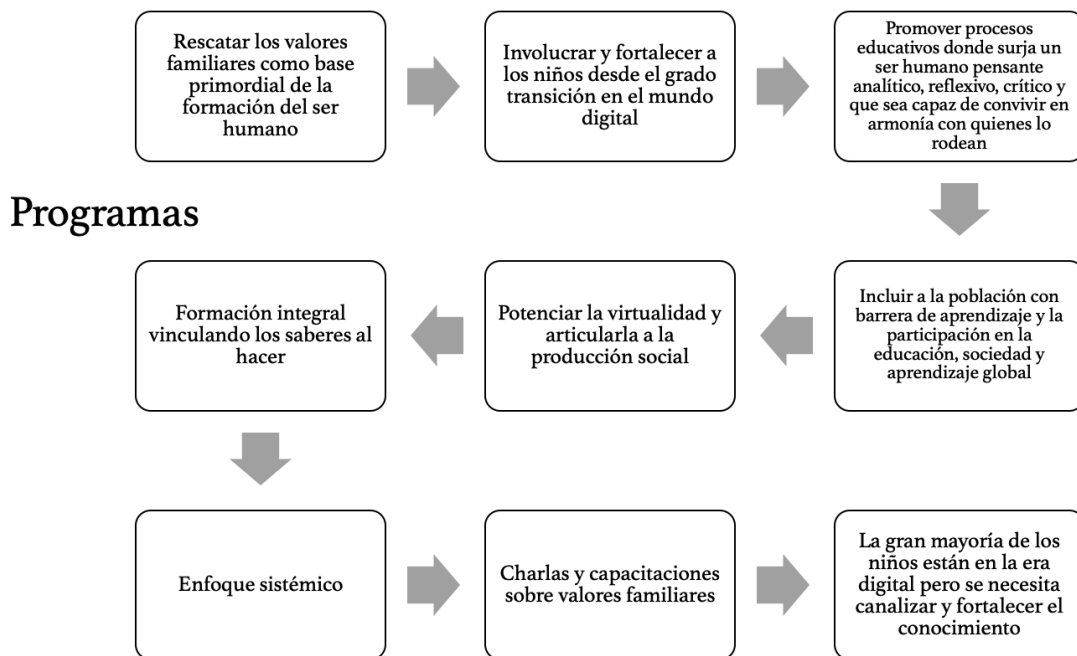 Rescatar los valores
familiares como base
primordial de la
formación del ser
humano
Involucrar y fortalecer a
los niños desde el grado
transición en el mundo
digital
Promover procesos
educativos donde surja un
ser humano pensante
analítico, reflexivo, crítico y
que sea capaz de convivir en
armonía con quienes lo
rodean
Programas
Incluir a la población con
barrera de aprendizaje y la
participación en la
educación, sociedad y
aprendizaje global
Potenciar la virtualidad y
articularla a la
producción social
Formación integral
vinculando los saberes al
hacer
Enfoque sistémico
Charlas y capacitaciones
sobre valores familiares
La gran mayoría de los
niños están en la era
digital pero se necesita
canalizar y fortalecer el
conocimiento